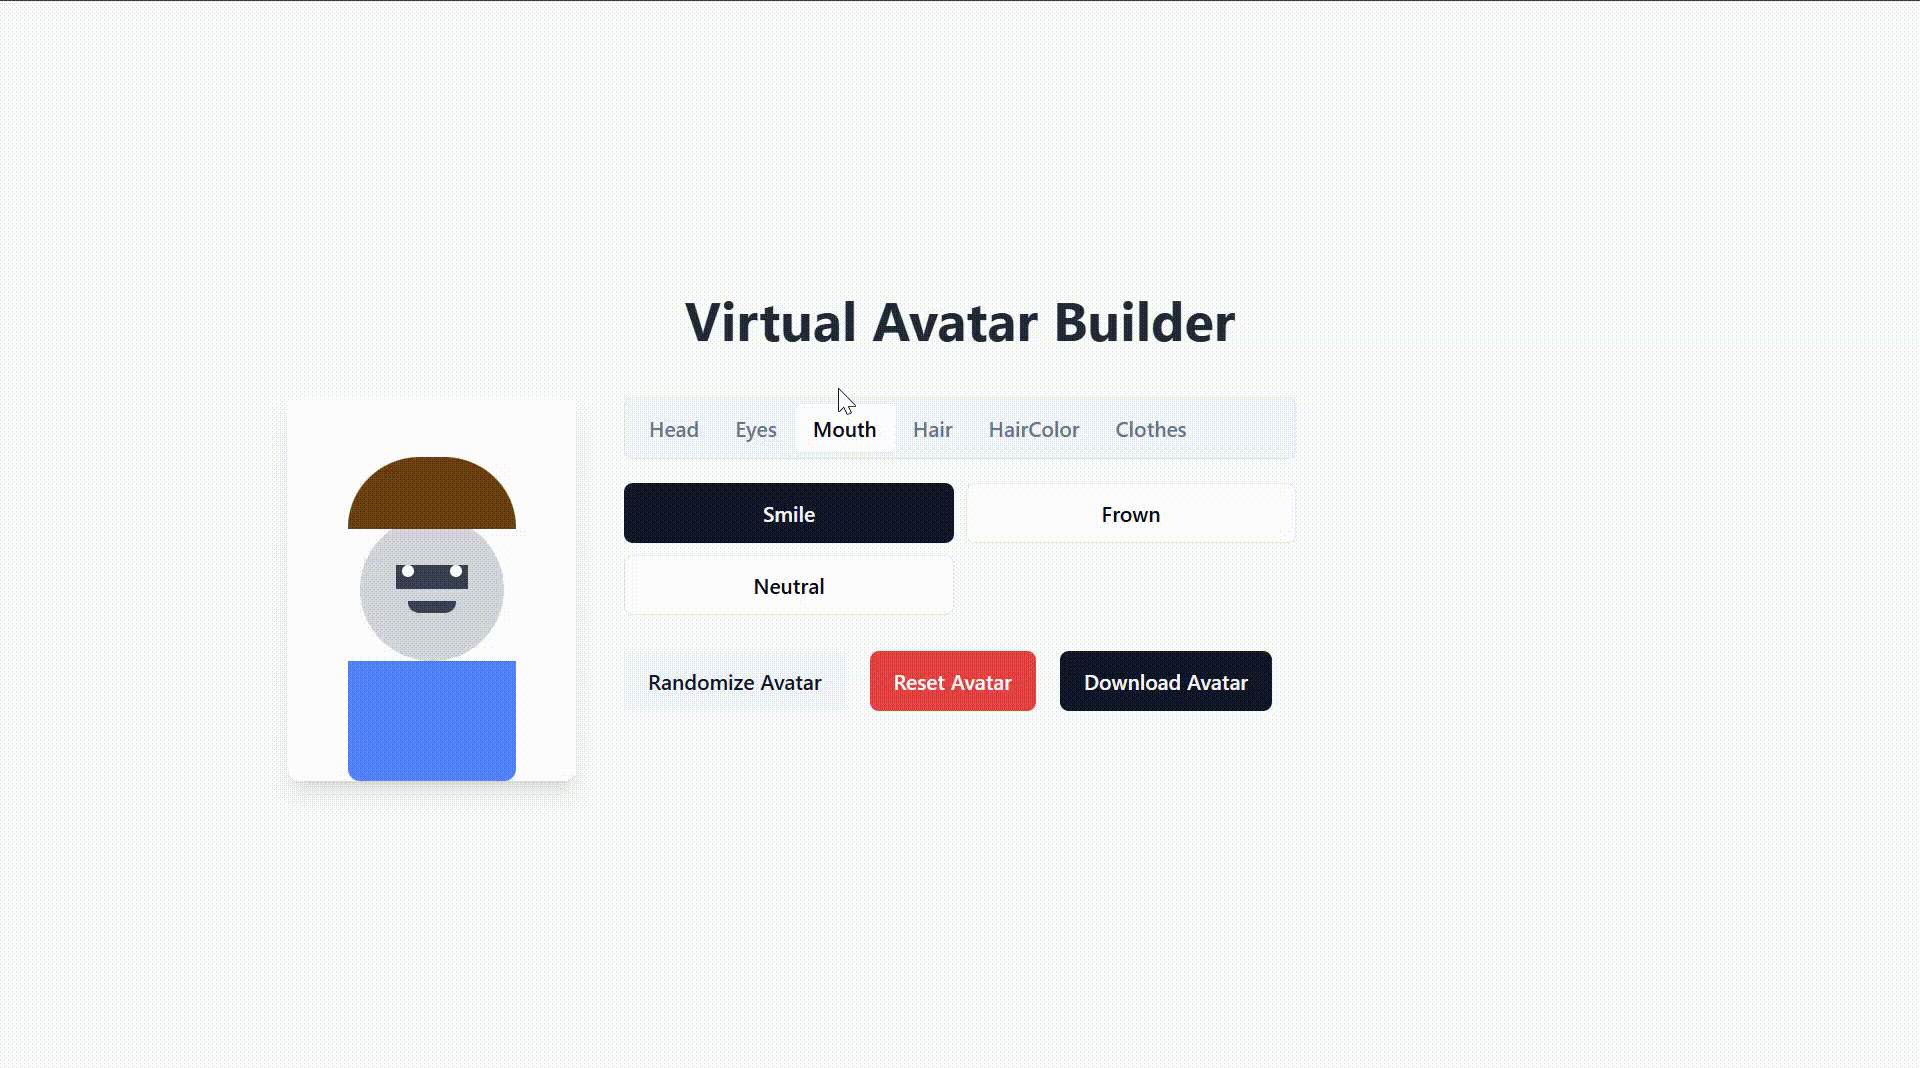 Virtual Avatar Builder
Head Eyes Mouth Hair HairColor Clothes
Smile Frown
Neutral
Randomize Avatar Reset Avatar Download Avatar